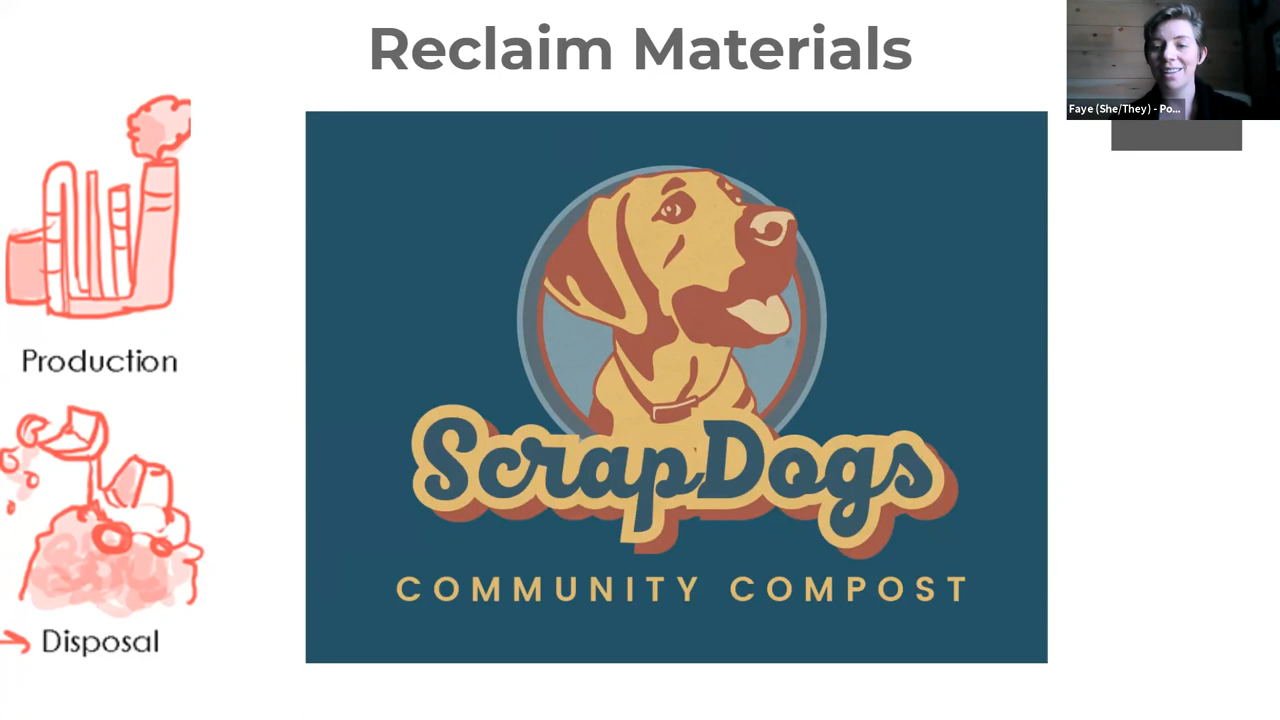 Reclaim Materials
Faye (She/They) - Po...
Production
ScrapDogs
COMMUNITY COMPOST
Disposal